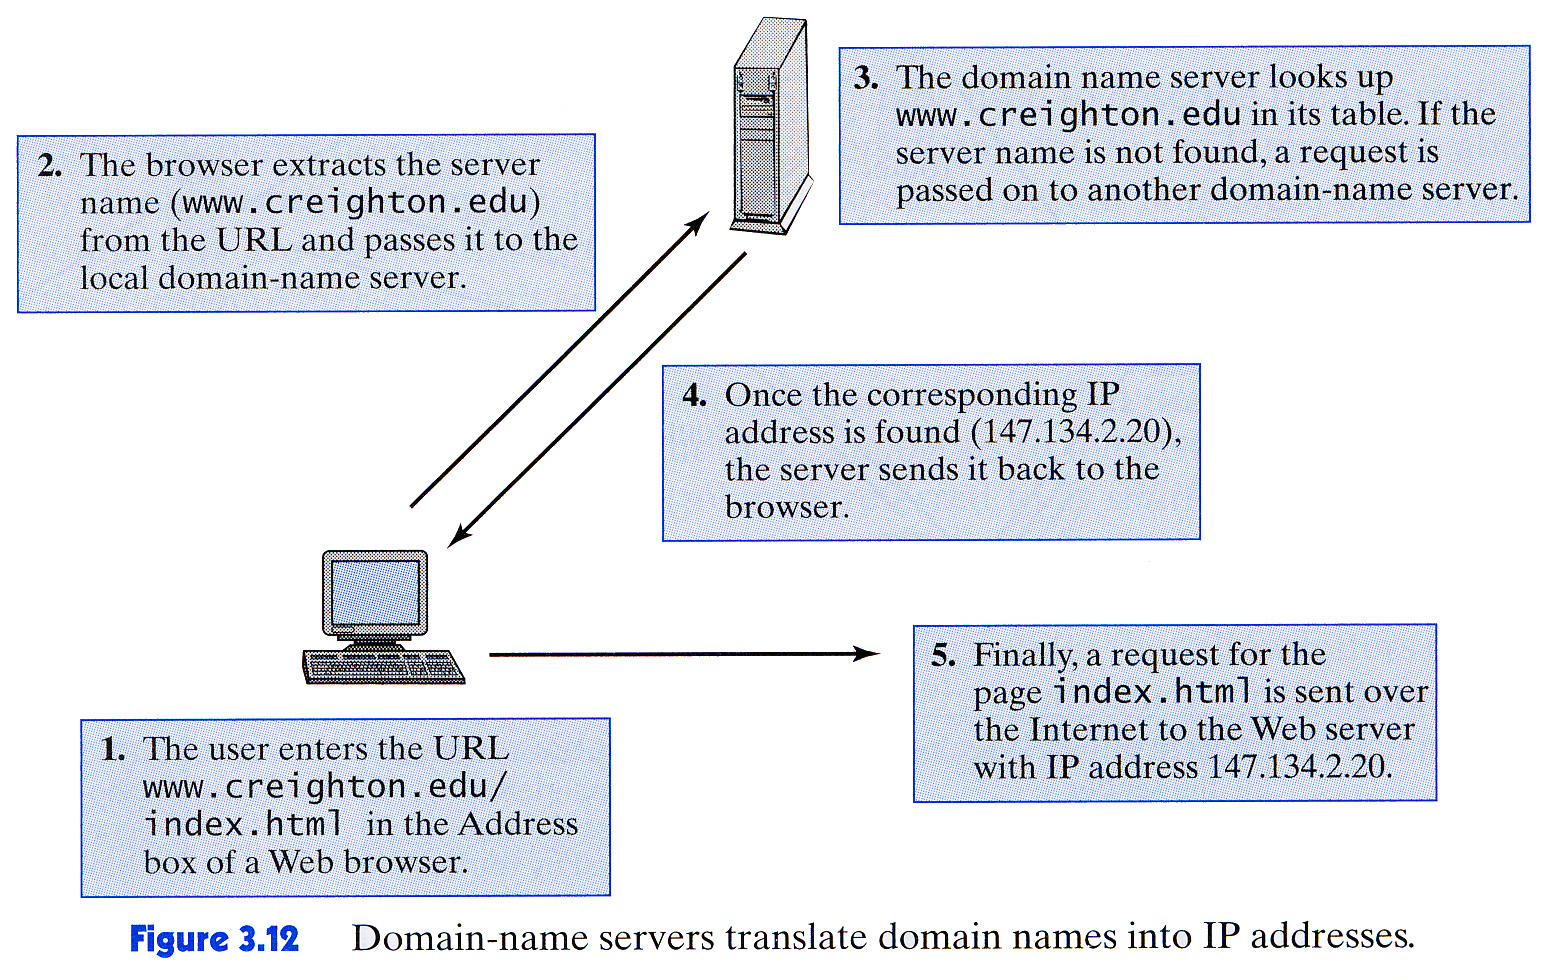 1. The user enters the URL
www.creighton.edu/
index.html in the Address
box of a Web browser.
2. The browser extracts the server
name (www.creighton.edu)
from the URL and passes it to the
local domain-name server.
3. The domain name server looks up
www.creighton.edu in its table. If the
server name is not found, a request is
passed on to another domain-name server.
4. Once the corresponding IP
address is found (147.134.2.20),
the server sends it back to the
browser.
5. Finally, a request for the
page index.html is sent over
the Internet to the Web server
with IP address 147.134.2.20.
Figure 3.12 Domain-name servers translate domain names into IP addresses.